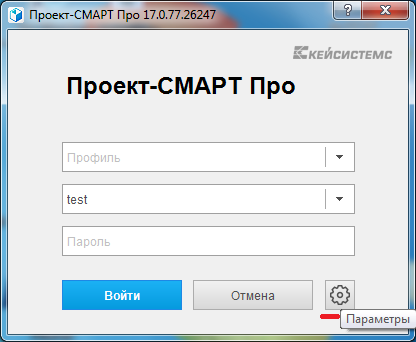 Проект-СМАРТ Про 17.0.77.26247
?
КЕЙСИСТЕМС
Проект-СМАРТ Про
Профиль
test
Пароль
Войти
Отмена
Параметры